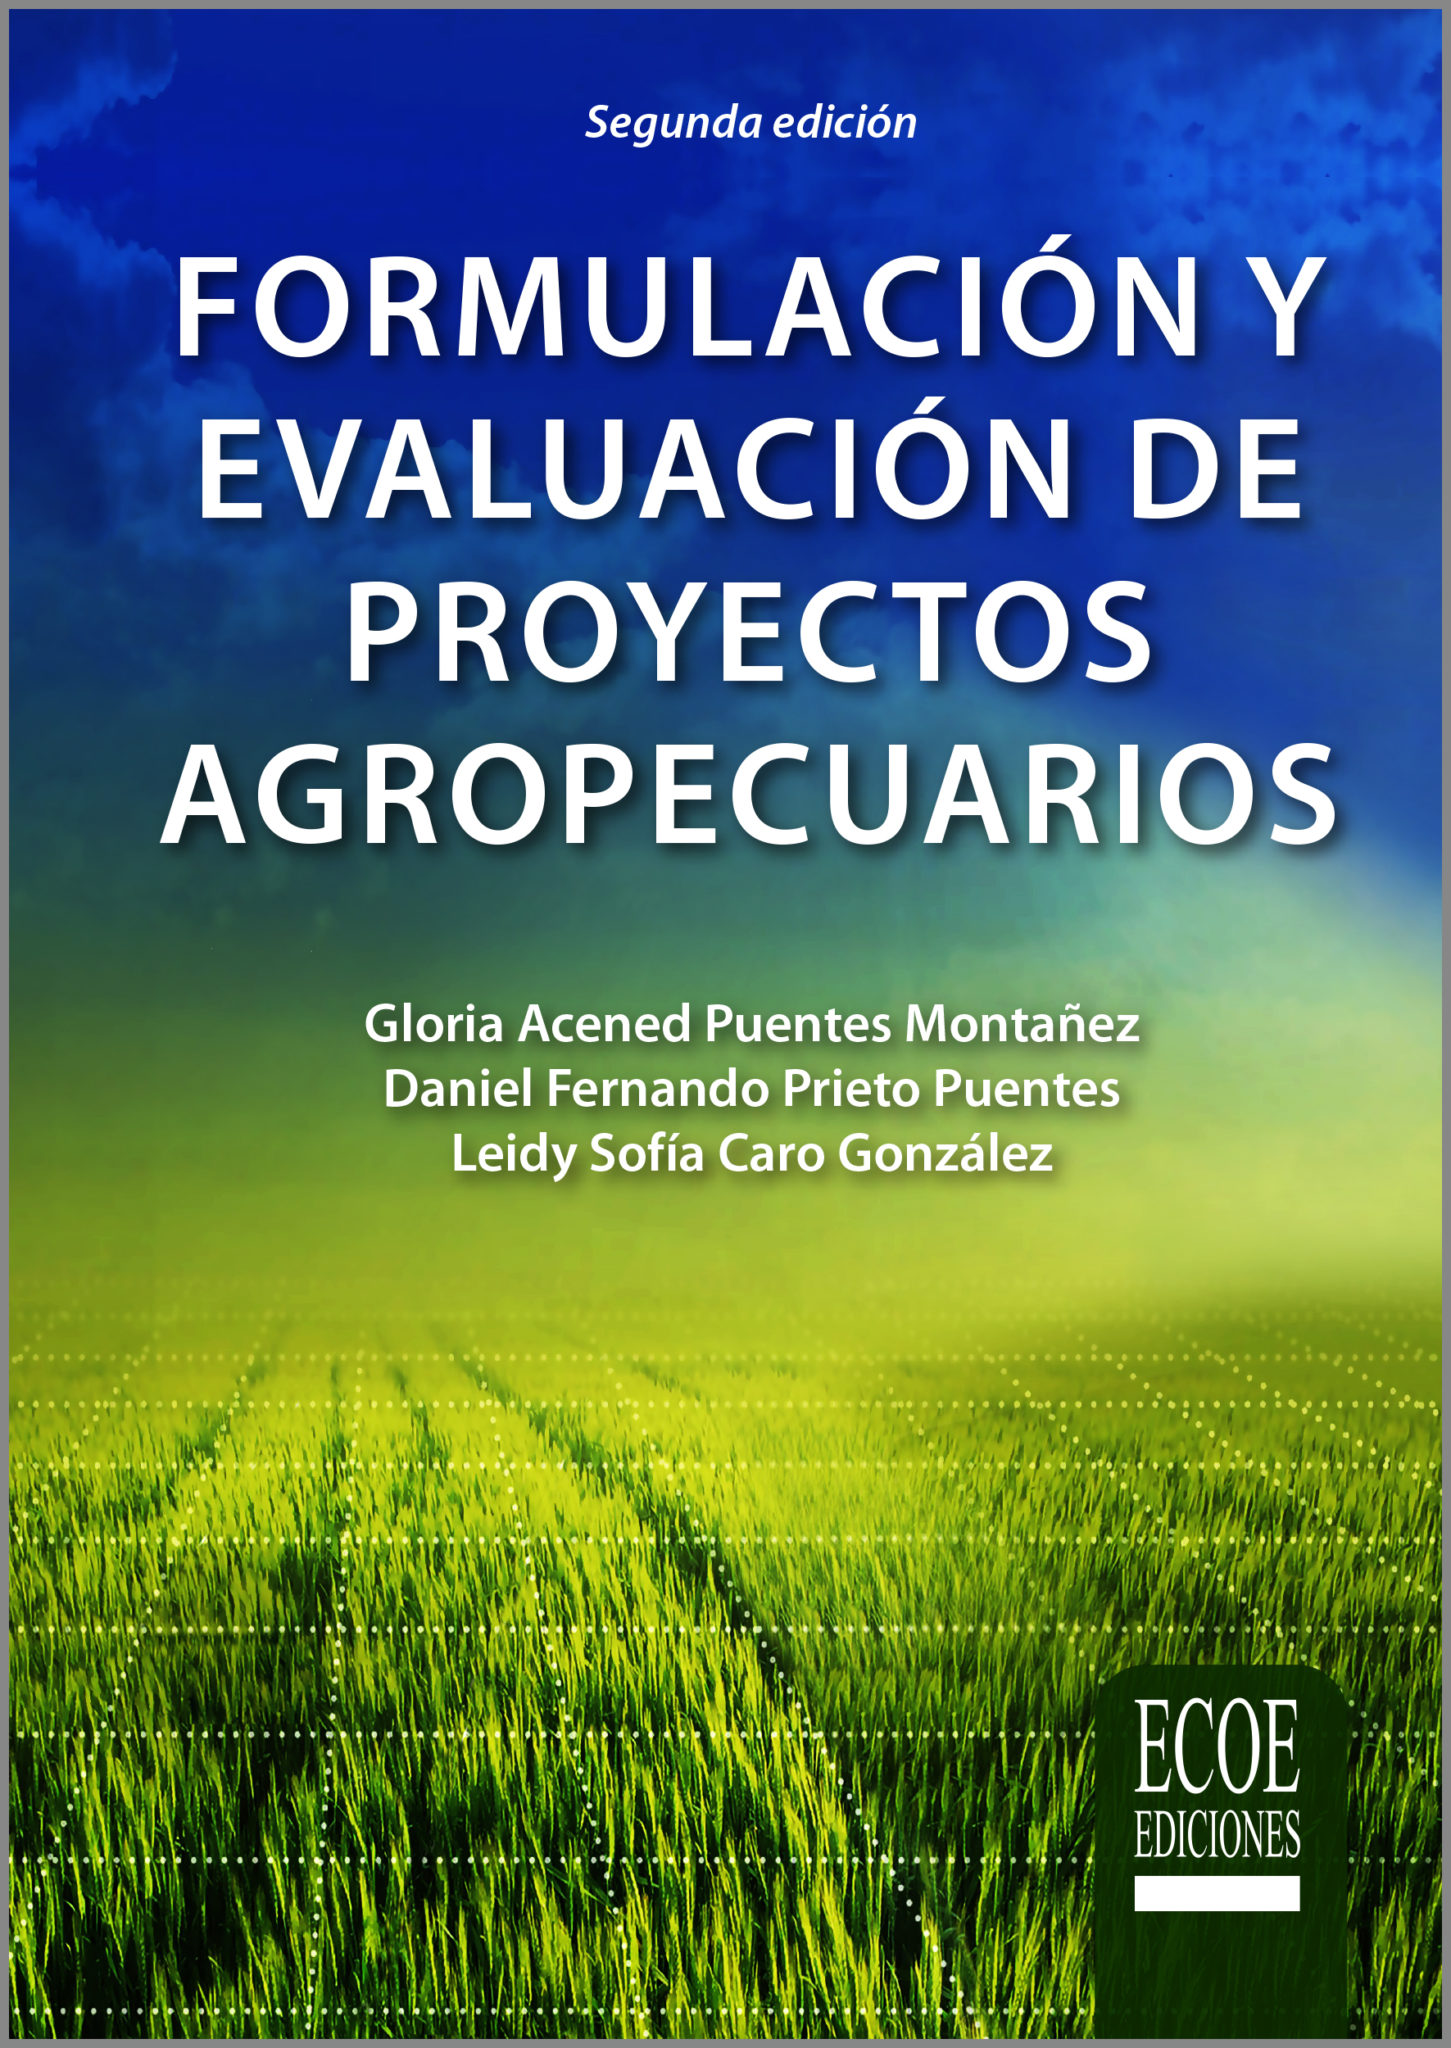 Segunda edición
FORMULACIÓN Y
EVALUACIÓN DE
PROYECTOS
AGROPECUARIOS
Gloria Acened Puentes Montañez
Daniel Fernando Prieto Puentes
Leidy Sofía Caro González
ECOE
EDICIONES